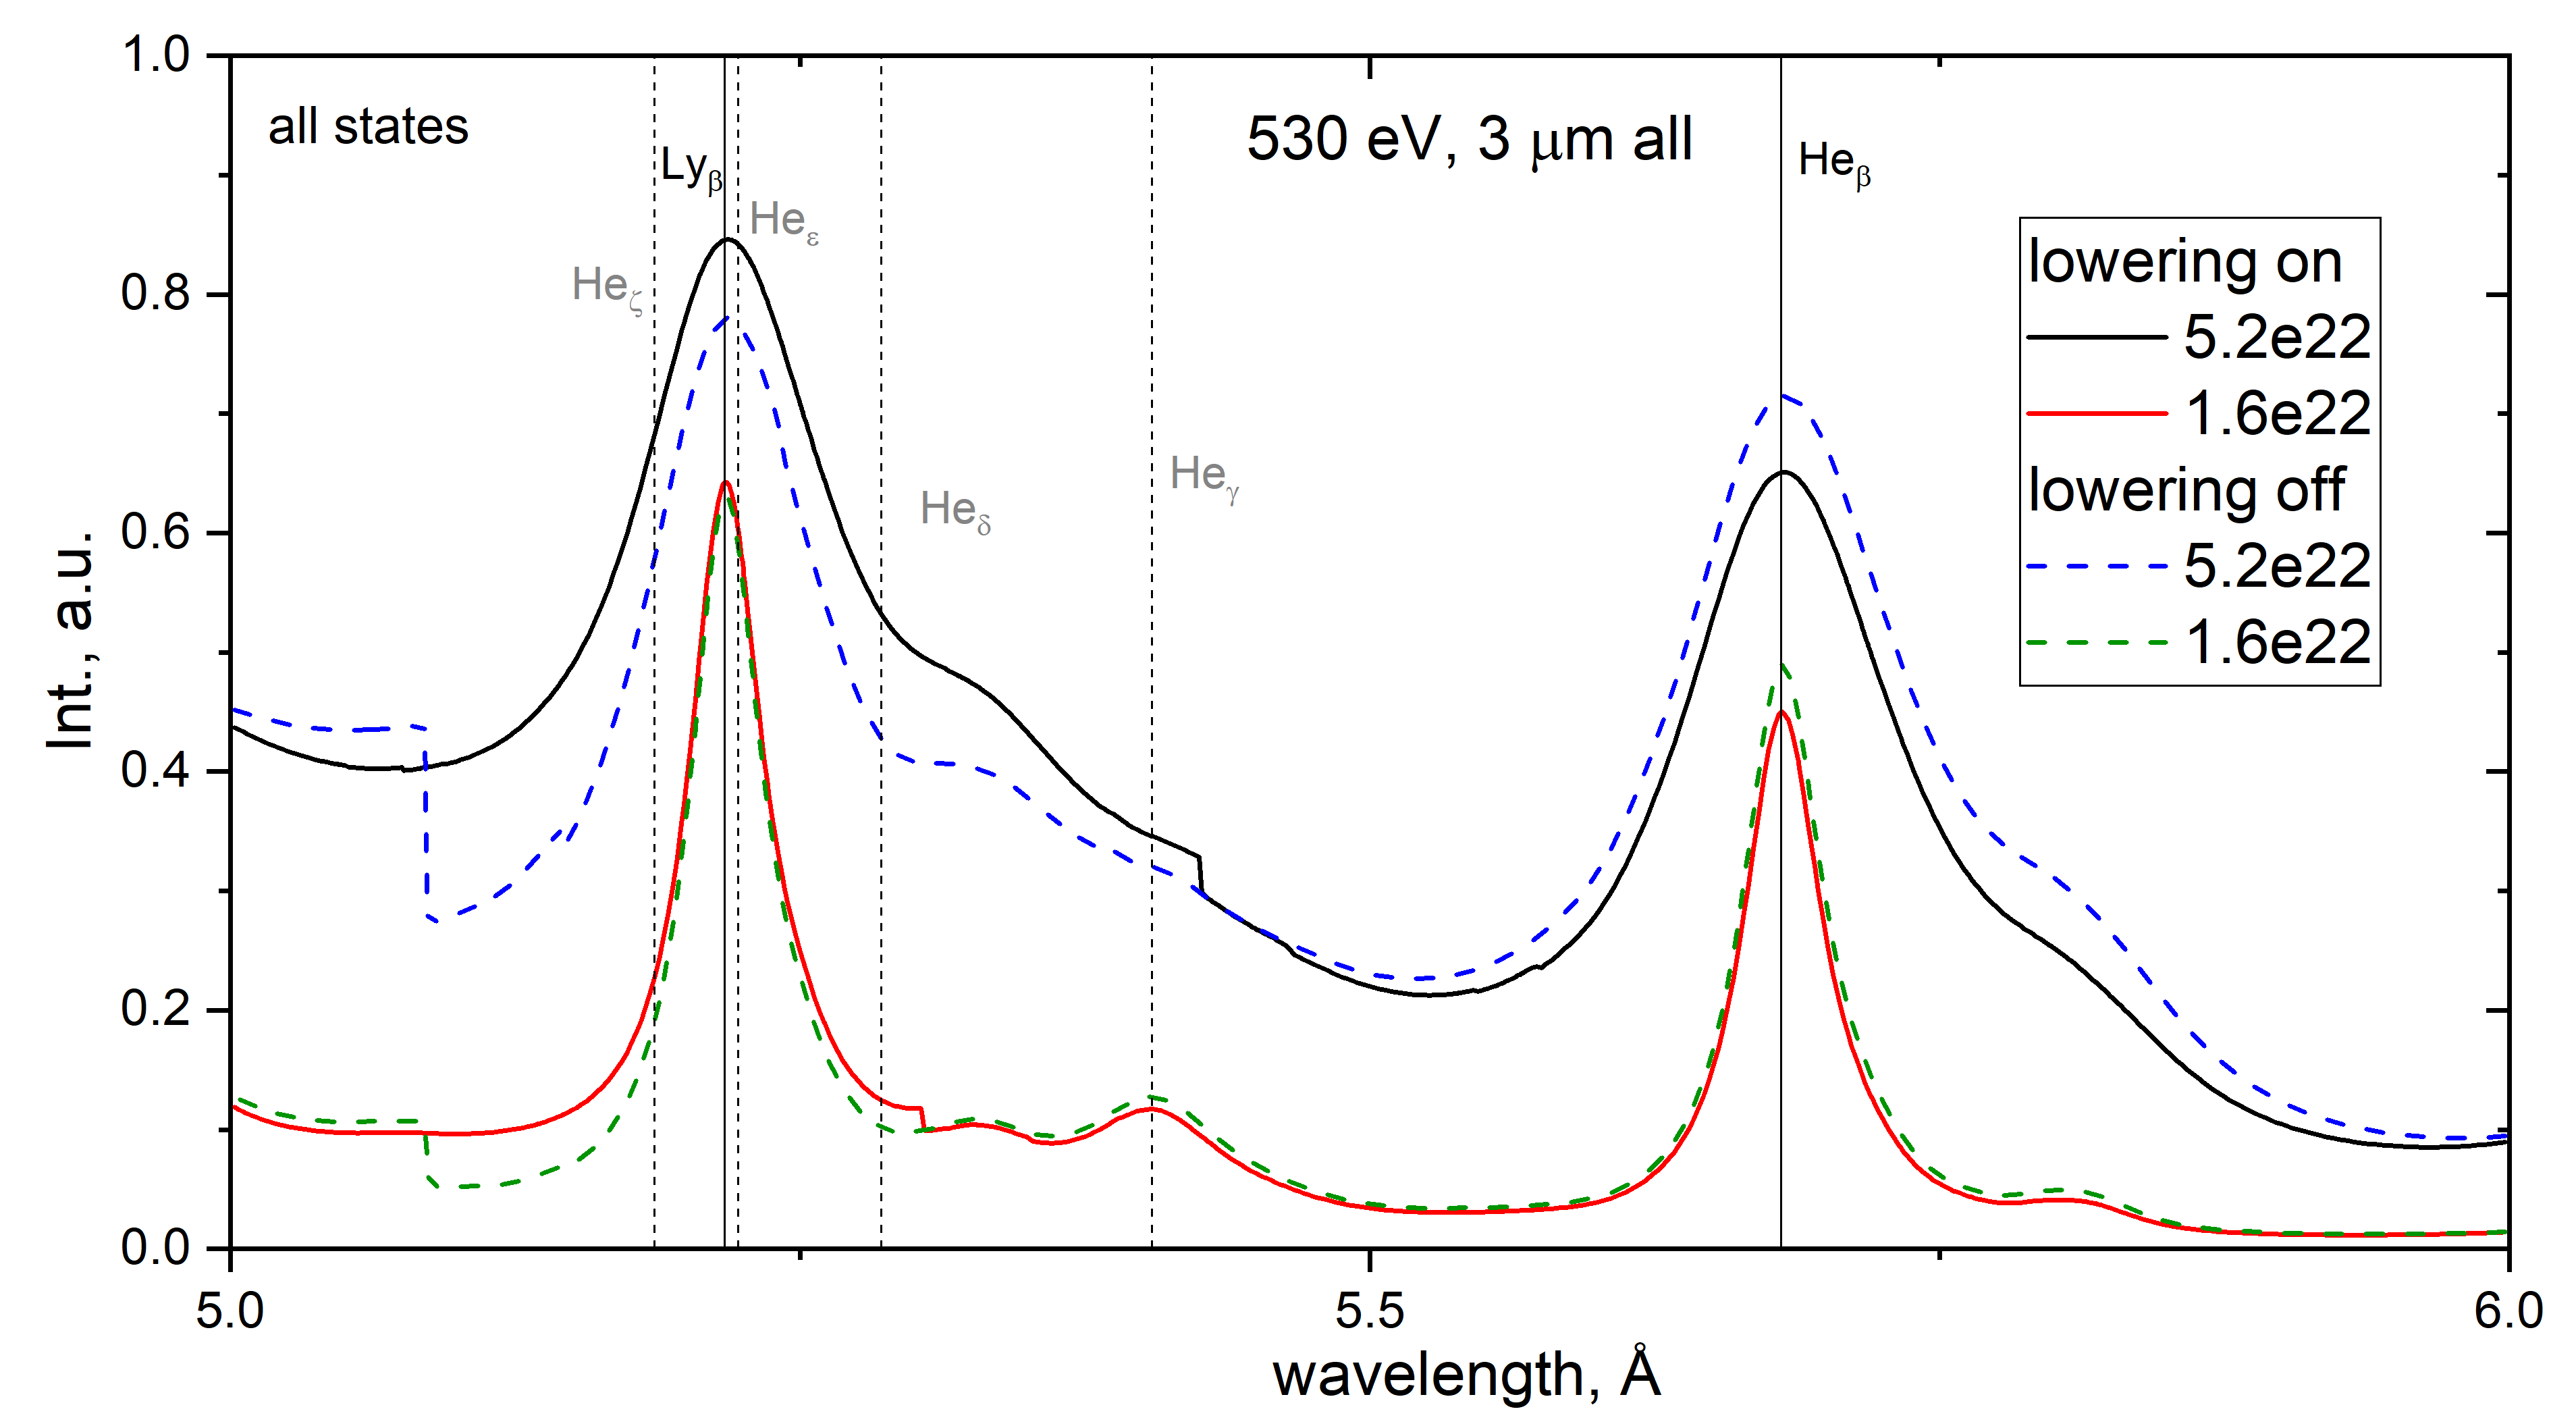 1.0
0.8
0.6
0.4
0.2
0.0
Int., a.u.
all states
530 eV, 3 μm all
Lyβ
Heε
Heζ
Heδ
Heγ
Heβ
lowering on
5.2e22
1.6e22
lowering off
5.2e22
1.6e22
5.0
5.5
6.0
wavelength, Å